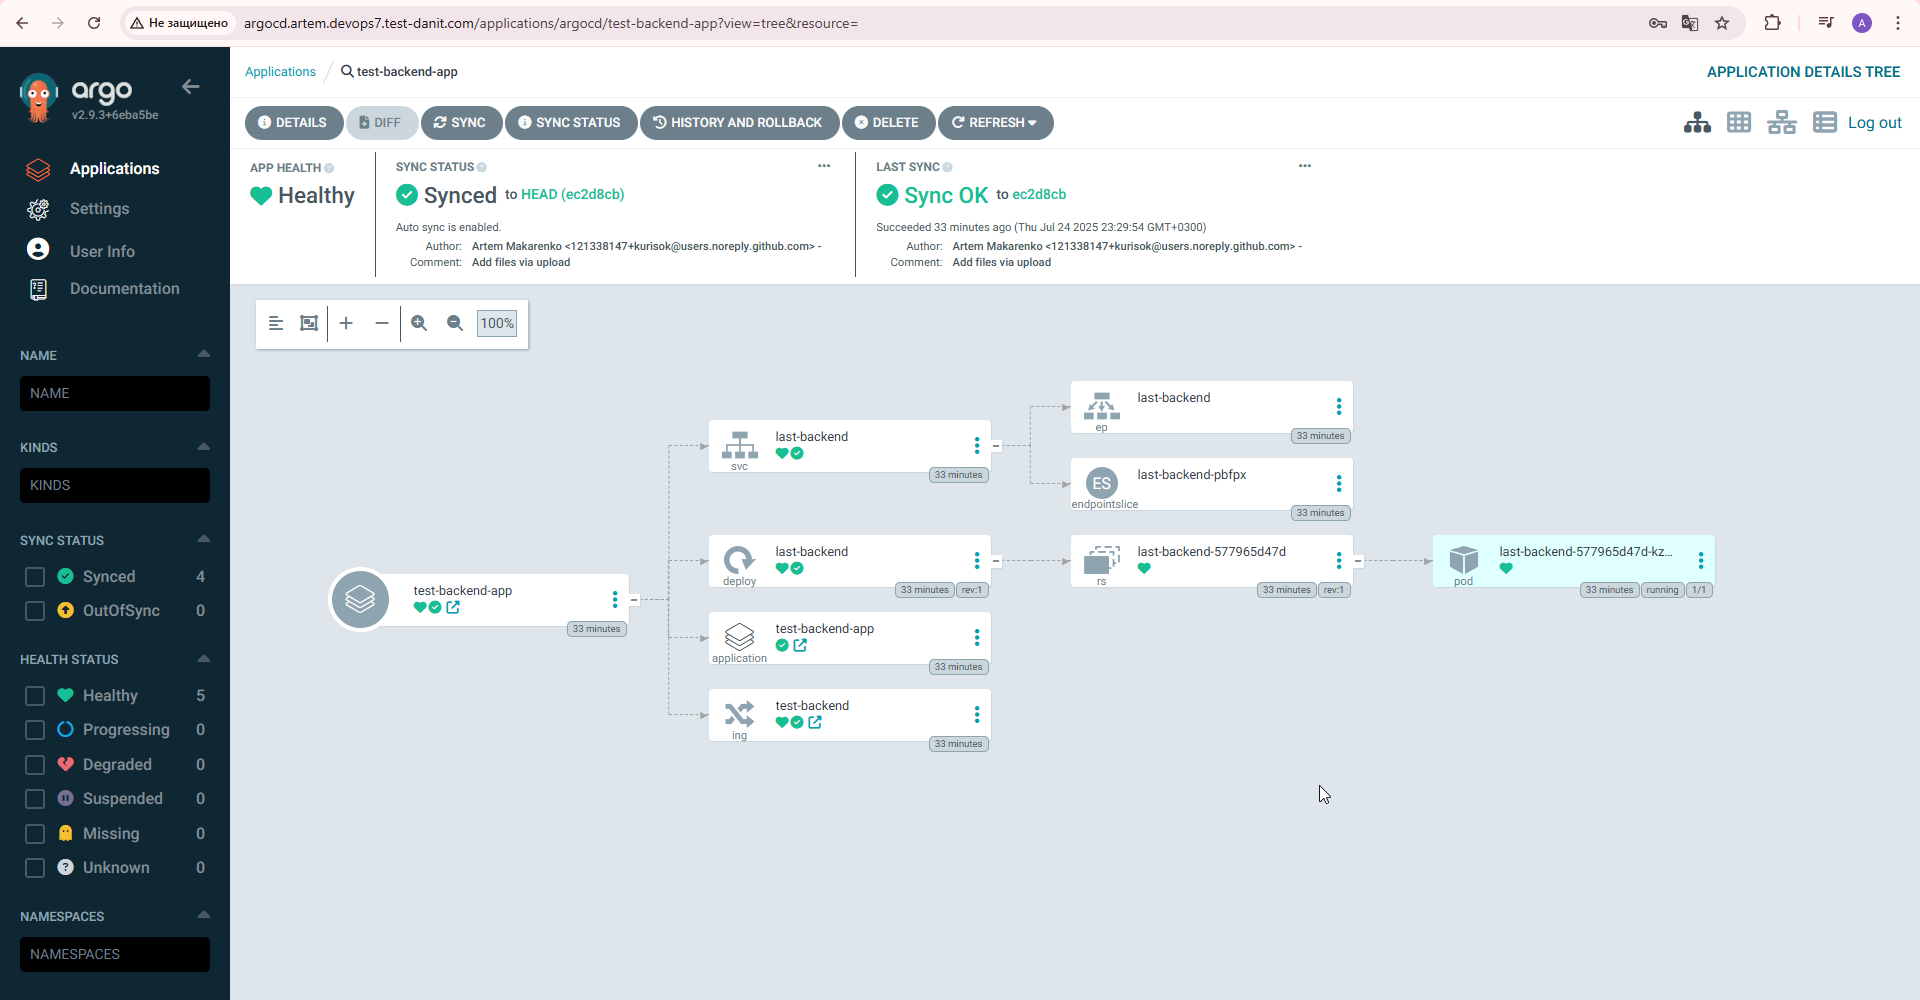 Не защищено
argocd.artem.devops7.test-danit.com/applications/argocd/test-backend-app?view=tree&resource=
A
argo
v2.9.3+6eba5be
Applications
Settings
User Info
Documentation
NAME
NAME
KINDS
KINDS
SYNC STATUS
Synced 4
OutOfSync 0
HEALTH STATUS
Healthy 5
Progressing 0
Degraded 0
Suspended 0
Missing 0
Unknown 0
NAMESPACES
NAMESPACES
Applications / test-backend-app
APPLICATION DETAILS TREE
DETAILS DIFF SYNC SYNC STATUS HISTORY AND ROLLBACK DELETE REFRESH
Log out
APP HEALTH
Healthy
SYNC STATUS
Synced to HEAD (ec2d8cb)
Auto sync is enabled.
Author: Artem Makarenko <121338147+kurisok@users.noreply.github.com> -
Comment: Add files via upload
LAST SYNC
Sync OK to ec2d8cb
Succeeded 33 minutes ago (Thu Jul 24 2025 23:29:54 GMT+0300)
Author: Artem Makarenko <121338147+kurisok@users.noreply.github.com> -
Comment: Add files via upload
100%
test-backend-app
33 minutes
last-backend
svc
33 minutes
last-backend
deploy
33 minutes rev:1
test-backend-app
application
33 minutes
test-backend
ing
33 minutes
last-backend
ep
33 minutes
ES
last-backend-pbfpx
endpointslice
33 minutes
last-backend-577965d47d
rs
33 minutes rev:1
last-backend-577965d47d-kz...
pod
33 minutes running 1/1